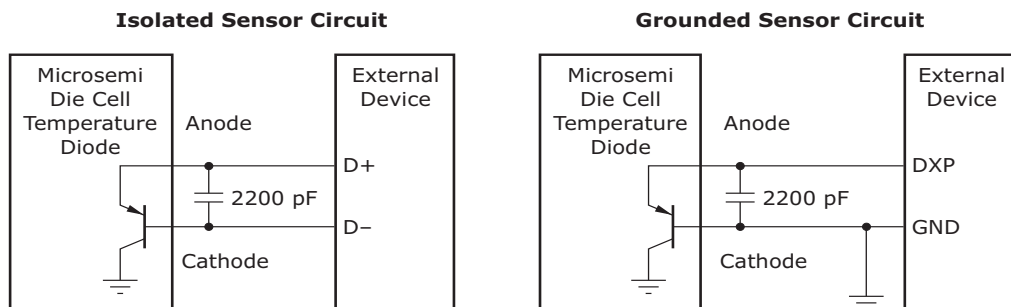 Isolated Sensor Circuit
Microsemi
Die Cell
Temperature
Diode
Anode
External
Device
D+
2200 pF
D–
Cathode
Grounded Sensor Circuit
Microsemi
Die Cell
Temperature
Diode
Anode
External
Device
DXP
2200 pF
GND
Cathode